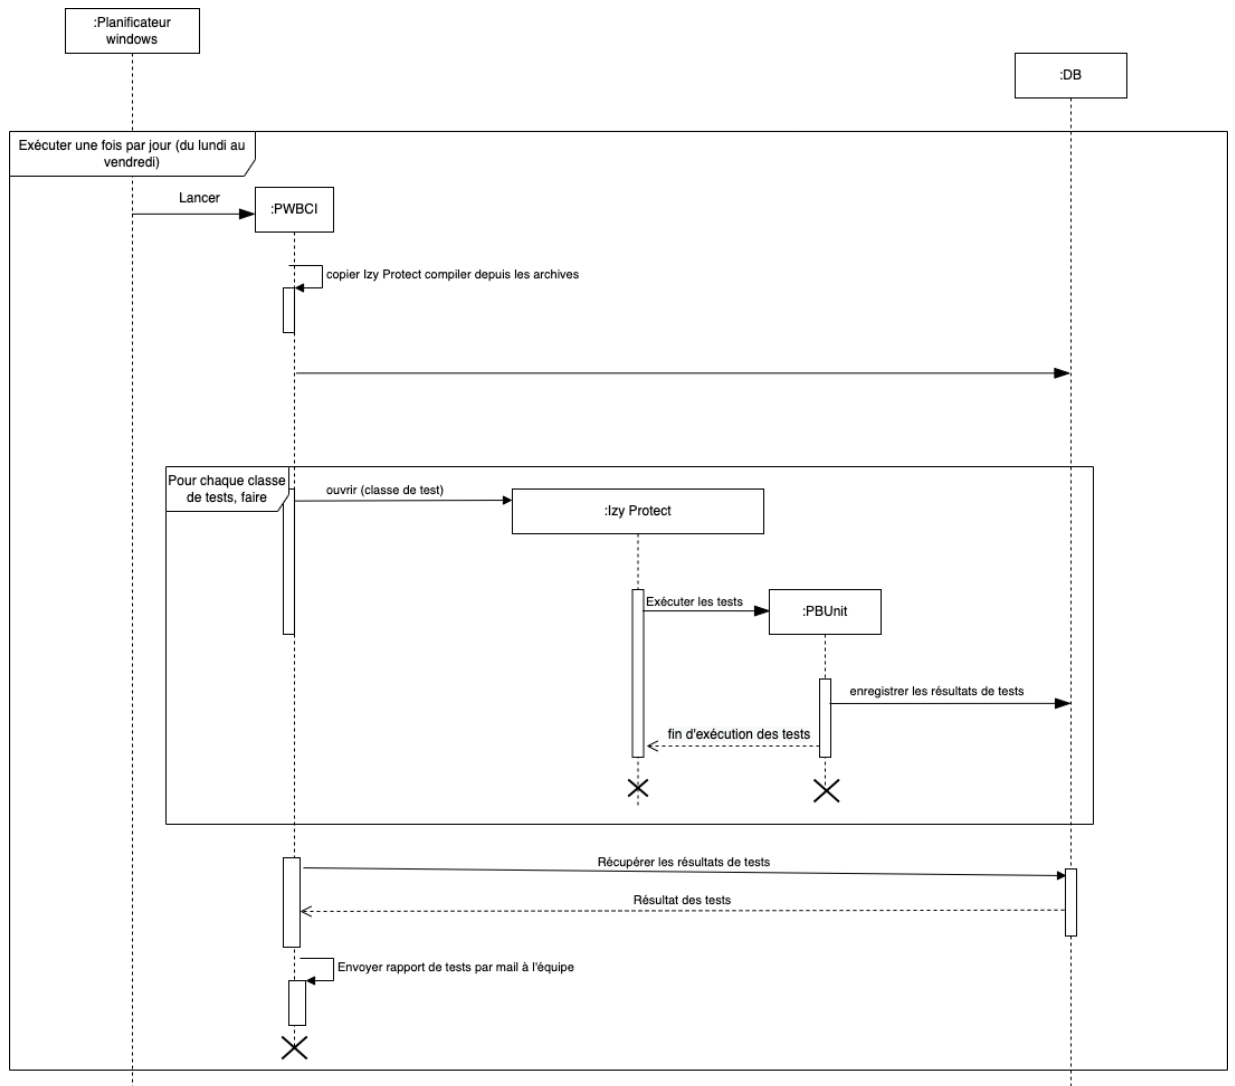 :Planificateur
windows
:DB
Exécuter une fois par jour (du lundi au
vendredi)
Lancer
:PWBCI
copier Izy Protect compiler depuis les archives
Pour chaque classe
de tests, faire
ouvrir (classe de test)
:Izy Protect
Exécuter les tests
:PBUnit
enregistrer les résultats de tests
fin d'exécution des tests
Récupérer les résultats de tests
Résultat des tests
Envoyer rapport de tests par mail à l'équipe